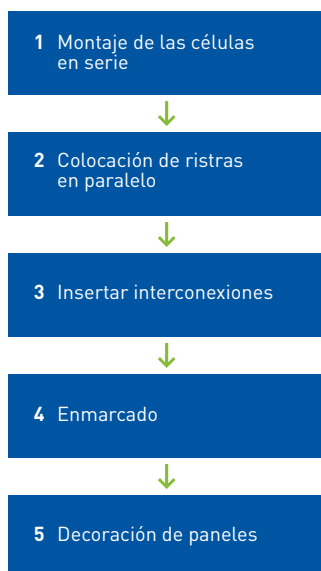 1 Montaje de las células
en serie
2 Colocación de ristras
en paralelo
3 Insertar interconexiones
4 Enmarcado
5 Decoración de paneles